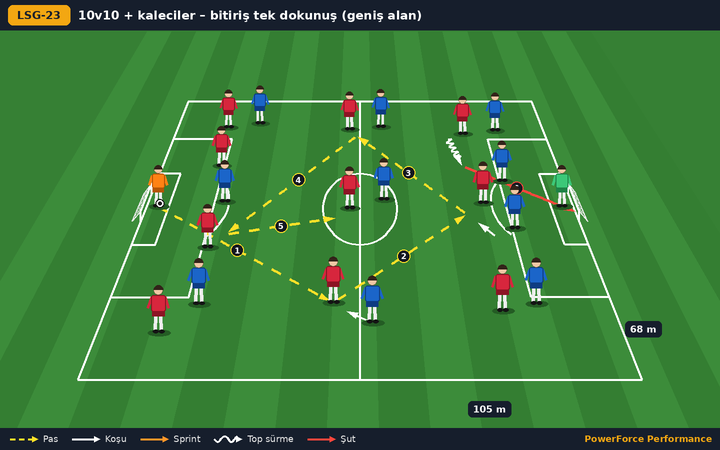 LSG-23 10v10 + kaleciler – bitiriş tek dokunuş (geniş alan)
4
3
5
1
2
68 m
105 m
Pas Koşu Sprint Top sürme Şut PowerForce Performance